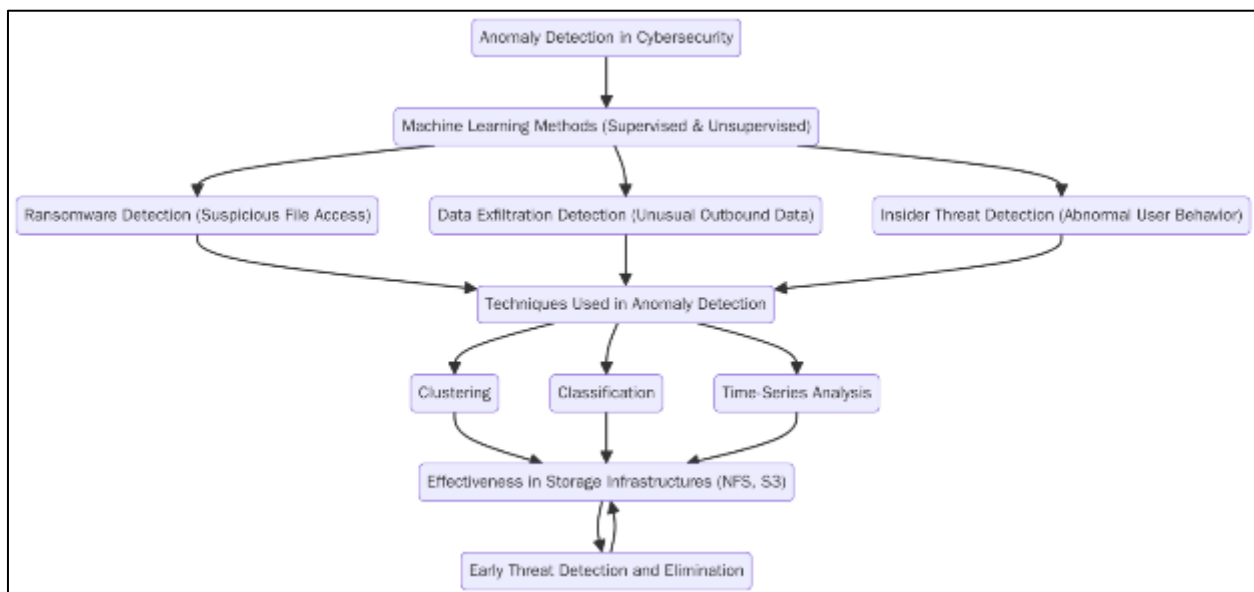 Anomaly Detection in Cybersecurity
Machine Learning Methods (Supervised & Unsupervised)
Ransomware Detection (Suspicious File Access)
Data Exfiltration Detection (Unusual Outbound Data)
Insider Threat Detection (Abnormal User Behavior)
Techniques Used in Anomaly Detection
Clustering
Classification
Time-Series Analysis
Effectiveness in Storage Infrastructures (NFS, S3)
Early Threat Detection and Elimination